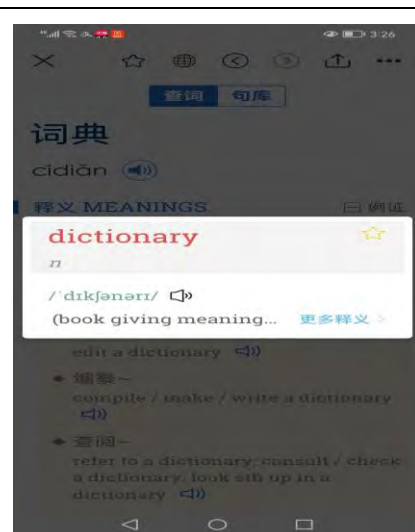 3:26
查词 句库
词典
cídiǎn
释义 MEANINGS 例证
dictionary
n
/ˈdɪkʃənərɪ/
(book giving meaning... 更多释义 >
edit a dictionary
编纂~
compile / make / write a dictionary
查阅~
refer to a dictionary; consult / check
a dictionary; look sth up in a
dictionary